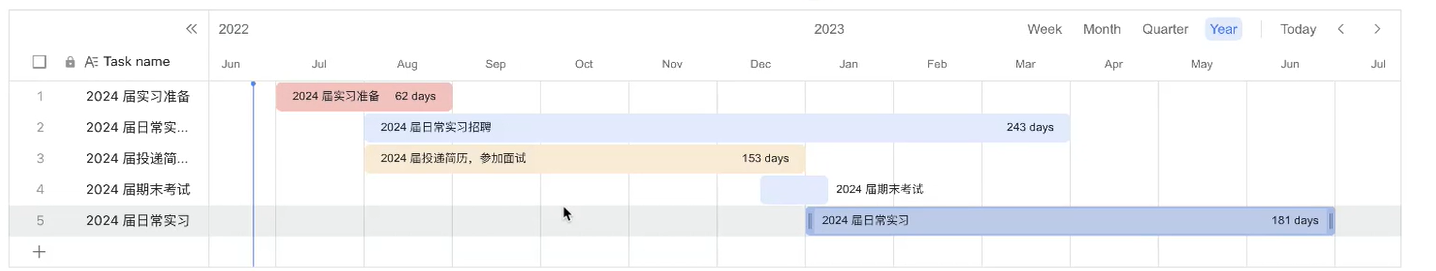 2022 2023 Week Month Quarter Year Today
Task name Jun Jul Aug Sep Oct Nov Dec Jan Feb Mar Apr May Jun Jul
1 2024 届实习准备 2024 届实习准备 62 days
2 2024 届日常实... 2024 届日常实习招聘 243 days
3 2024 届投递简... 2024 届投递简历，参加面试 153 days
4 2024 届期末考试 2024 届期末考试
5 2024 届日常实习 2024 届日常实习 181 days